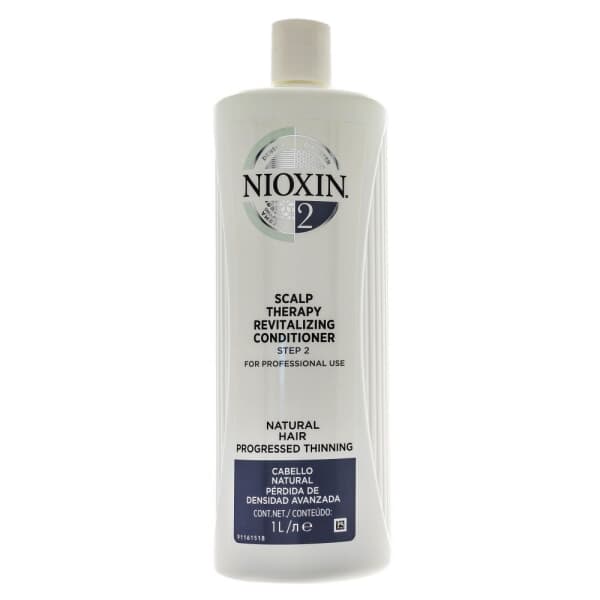 NIOXIN.
2
SCALP
THERAPY
REVITALIZING
CONDITIONER
STEP 2
FOR PROFESSIONAL USE
NATURAL
HAIR
PROGRESSED THINNING
CABELLO
NATURAL
PÉRDIDA DE
DENSIDAD AVANZADA
CONT.NET./ CONTEÚDO:
1L/л℮
91161518